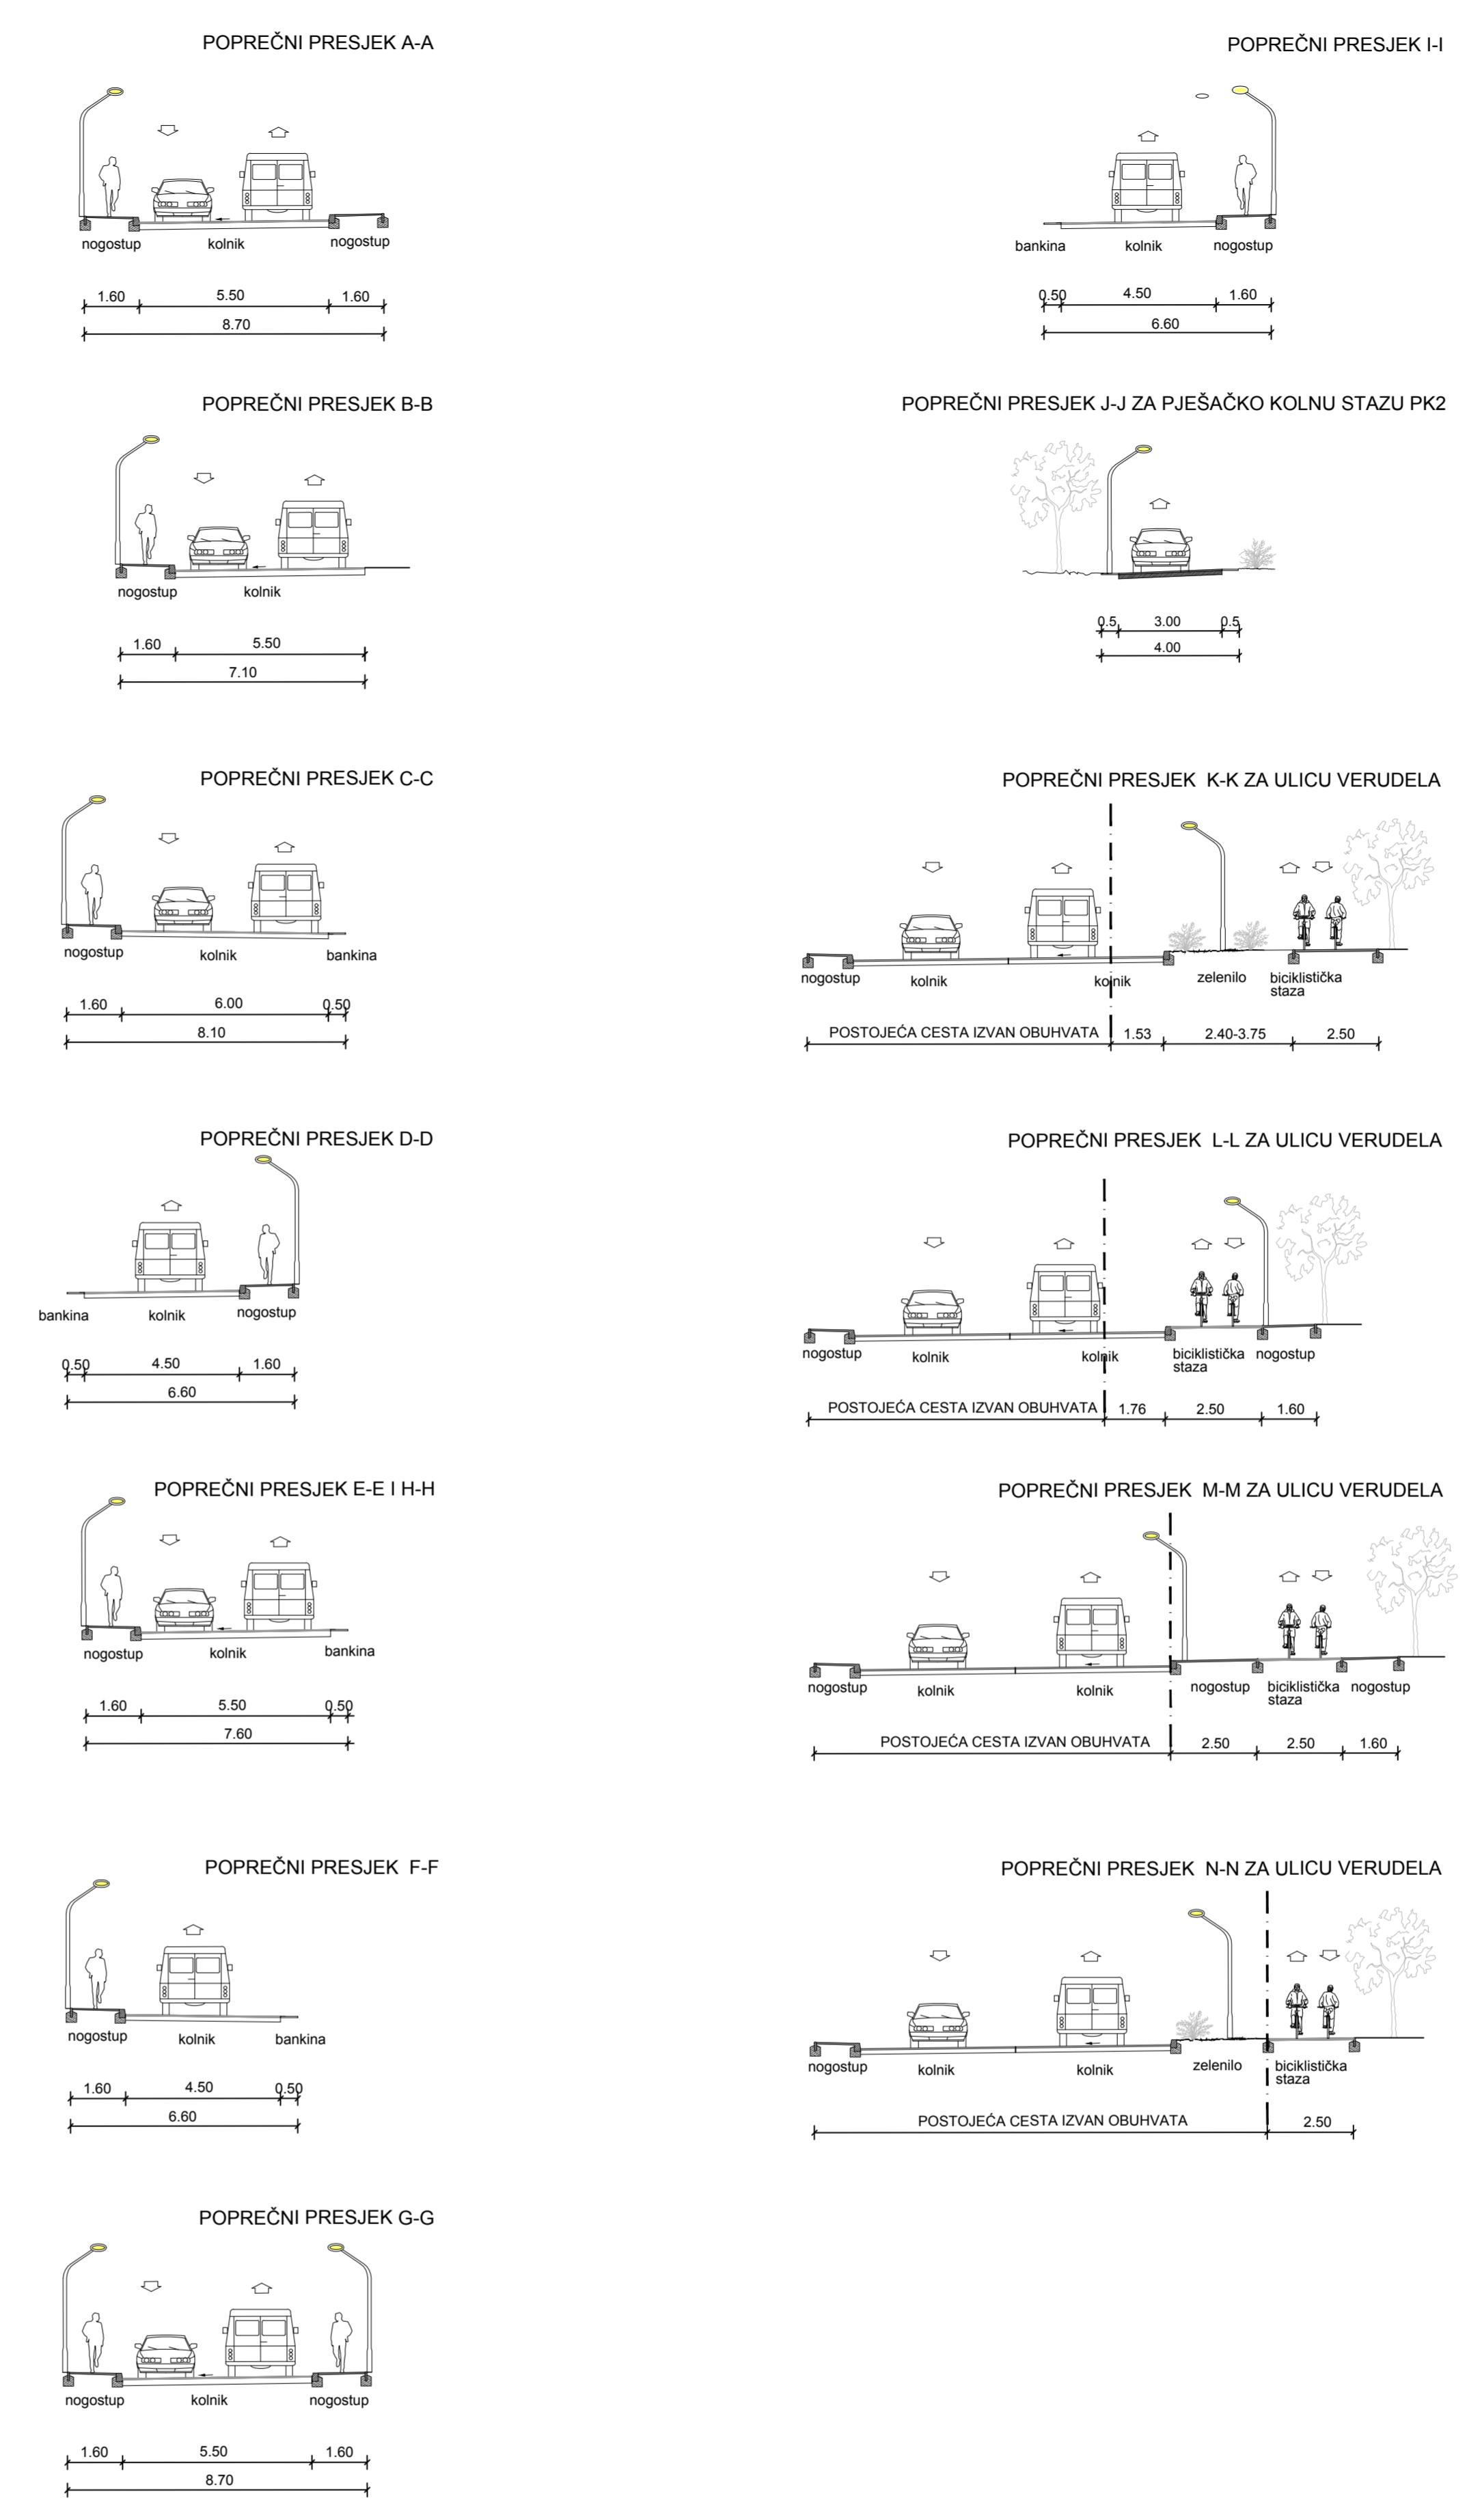 POPREČNI PRESJEK A-A
nogostup kolnik nogostup
1.60 5.50 1.60
8.70
POPREČNI PRESJEK B-B
nogostup kolnik
1.60 5.50
7.10
POPREČNI PRESJEK C-C
nogostup kolnik bankina
1.60 6.00 0.50
8.10
POPREČNI PRESJEK D-D
bankina kolnik nogostup
0.50 4.50 1.60
6.60
POPREČNI PRESJEK E-E I H-H
nogostup kolnik bankina
1.60 5.50 0.50
7.60
POPREČNI PRESJEK F-F
nogostup kolnik bankina
1.60 4.50 0.50
6.60
POPREČNI PRESJEK G-G
nogostup kolnik nogostup
1.60 5.50 1.60
8.70
POPREČNI PRESJEK I-I
bankina kolnik nogostup
0.50 4.50 1.60
6.60
POPREČNI PRESJEK J-J ZA PJEŠAČKO KOLNU STAZU PK2
0.5 3.00 0.5
4.00
POPREČNI PRESJEK K-K ZA ULICU VERUDELA
nogostup kolnik kolnik zelenilo biciklistička
staza
POSTOJEĆA CESTA IZVAN OBUHVATA 1.53 2.40-3.75 2.50
POPREČNI PRESJEK L-L ZA ULICU VERUDELA
nogostup kolnik kolnik biciklistička nogostup
staza
POSTOJEĆA CESTA IZVAN OBUHVATA 1.76 2.50 1.60
POPREČNI PRESJEK M-M ZA ULICU VERUDELA
nogostup kolnik kolnik nogostup biciklistička nogostup
staza
POSTOJEĆA CESTA IZVAN OBUHVATA 2.50 2.50 1.60
POPREČNI PRESJEK N-N ZA ULICU VERUDELA
nogostup kolnik kolnik zelenilo biciklistička
staza
POSTOJEĆA CESTA IZVAN OBUHVATA 2.50